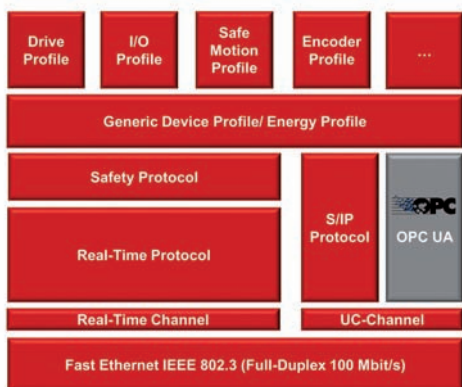 Drive
Profile
I/O
Profile
Safe
Motion
Profile
Encoder
Profile
...
Generic Device Profile/ Energy Profile
Safety Protocol
Real-Time Protocol
S/IP
Protocol
OPC
OPC UA
Real-Time Channel
UC-Channel
Fast Ethernet IEEE 802.3 (Full-Duplex 100 Mbit/s)